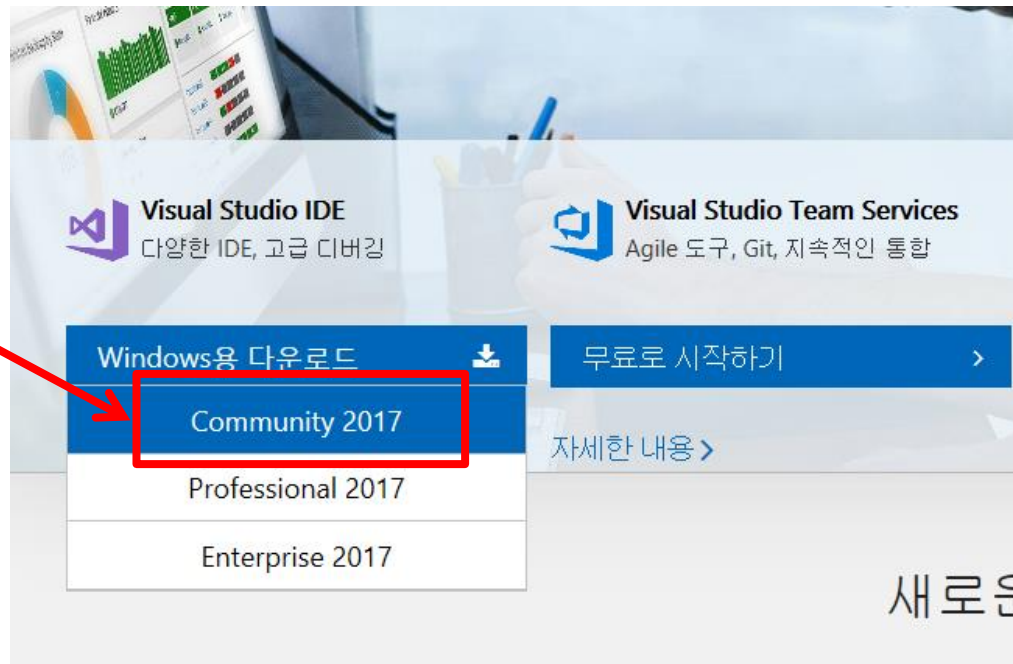 Visual Studio IDE
다양한 IDE, 고급 디버깅
Visual Studio Team Services
Agile 도구, Git, 지속적인 통합
Windows용 다운로드
Community 2017
Professional 2017
Enterprise 2017
무료로 시작하기
자세한 내용
새로운